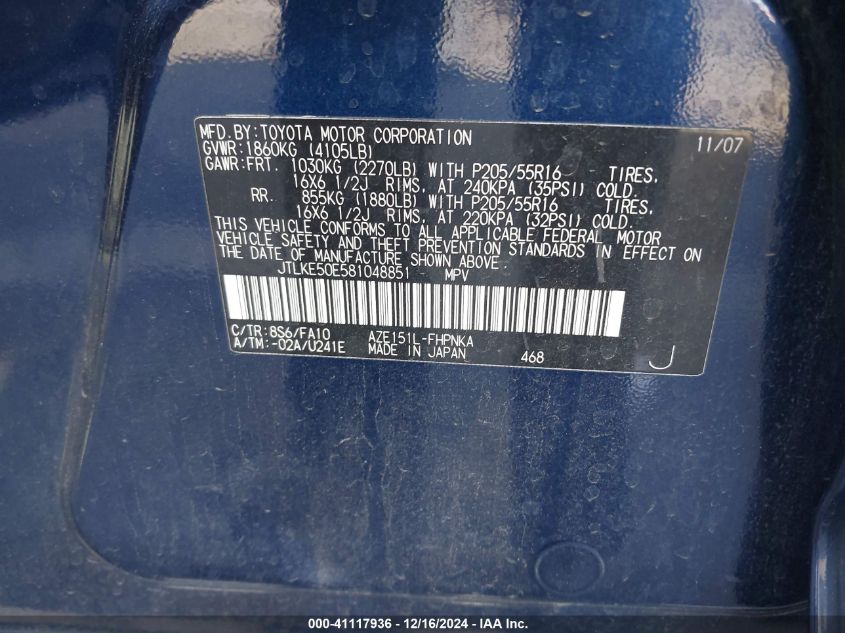 MFD.BY:TOYOTA MOTOR CORPORATION 11/07
GVWR:1860KG (4105LB)
GAWR:FRT. 1030KG (2270LB) WITH P205/55R16 TIRES,
16X6 1/2J RIMS, AT 240KPA (35PSI) COLD.
RR. 855KG (1880LB) WITH P205/55R16 TIRES,
16X6 1/2J RIMS, AT 220KPA (32PSI) COLD.
THIS VEHICLE CONFORMS TO ALL APPLICABLE FEDERAL MOTOR
VEHICLE SAFETY AND THEFT PREVENTION STANDARDS IN EFFECT ON
THE DATE OF MANUFACTURE SHOWN ABOVE.
JTLKE50E581048851 MPV
C/TR:8S6/FA10 AZE151L-FHPNKA
A/TM:-02A/U241E MADE IN JAPAN 468 J
000-41117936 - 12/16/2024 - IAA Inc.